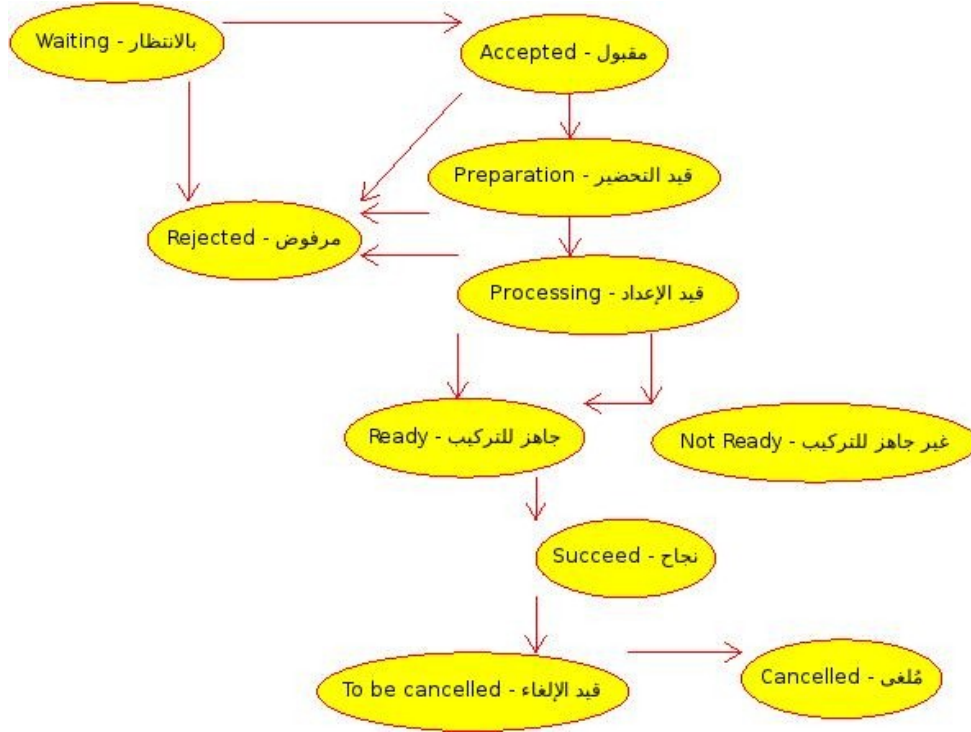 Waiting - بالانتظار
Accepted - مقبول
Preparation - قيد التحضير
Rejected - مرفوض
Processing - قيد الإعداد
Ready - جاهز للتركيب
Not Ready - غير جاهز للتركيب
Succeed - نجاح
To be cancelled - قيد الإلغاء
Cancelled - مُلغى